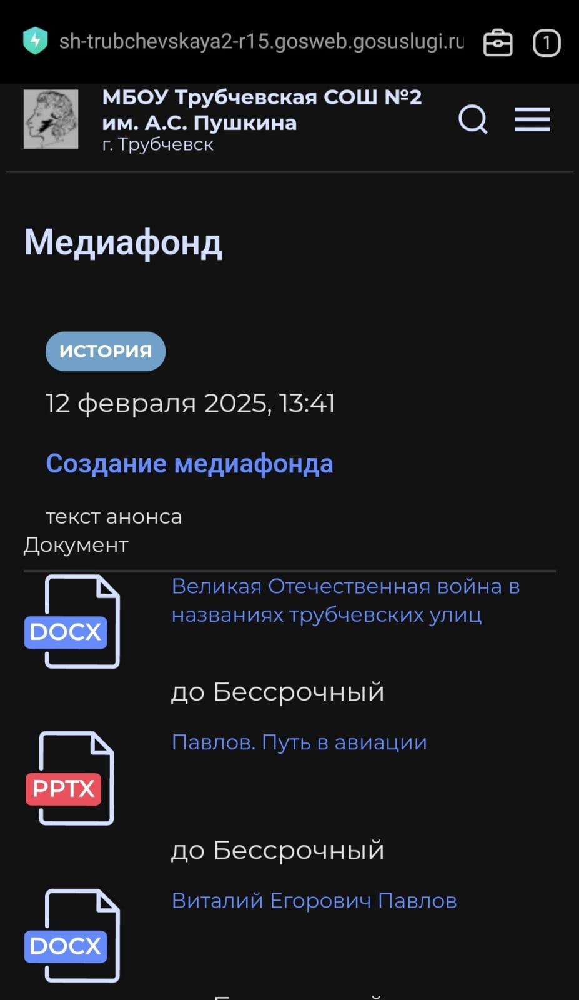 sh-trubchevskaya2-r15.gosweb.gosuslugi.ru
1
МБОУ Трубчевская СОШ №2
им. А.С. Пушкина
г. Трубчевск
Медиафонд
ИСТОРИЯ
12 февраля 2025, 13:41
Создание медиафонда
текст анонса
Документ
DOCX
Великая Отечественная война в
названиях трубчевских улиц
до Бессрочный
PPTX
Павлов. Путь в авиации
до Бессрочный
DOCX
Виталий Егорович Павлов